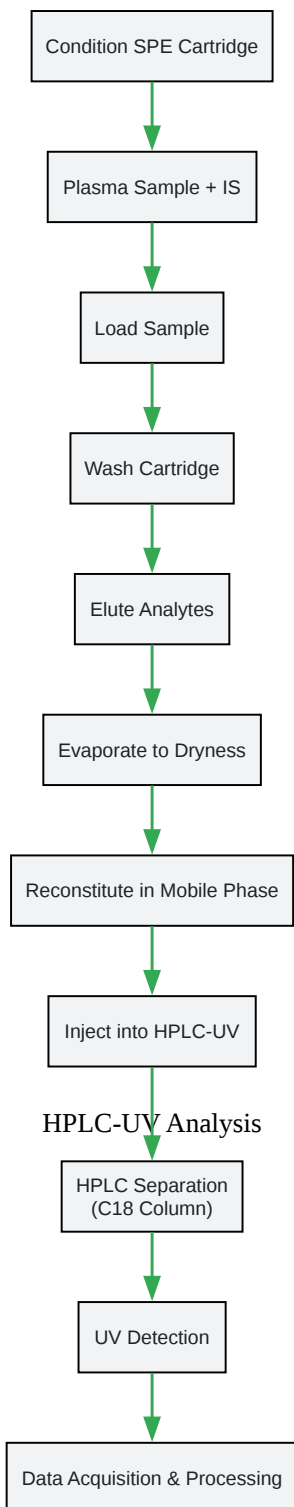 Condition SPE Cartridge
Plasma Sample + IS
Load Sample
Wash Cartridge
Elute Analytes
Evaporate to Dryness
Reconstitute in Mobile Phase
Inject into HPLC-UV
HPLC-UV Analysis
HPLC Separation
(C18 Column)
UV Detection
Data Acquisition & Processing